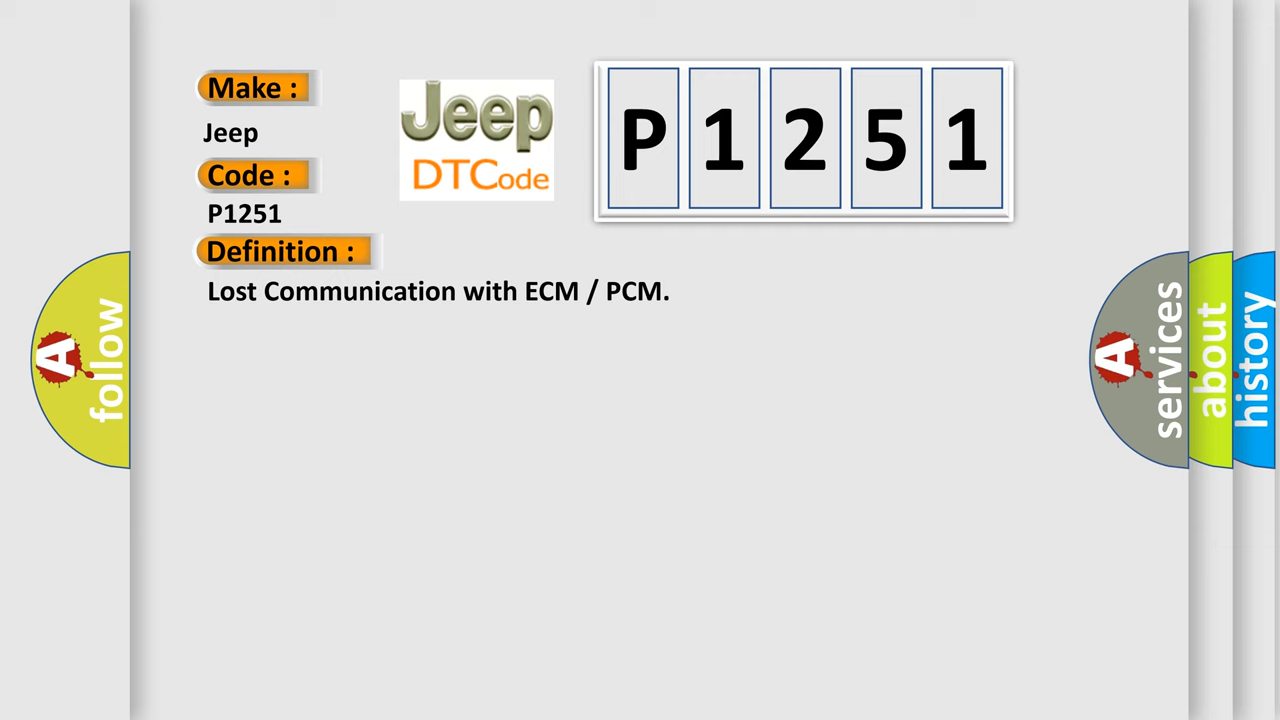 Make :
Jeep
Code :
P1251
Definition :
Lost Communication with ECM / PCM.
Jeep
DTCode
P 1 2 5 1
A follow
A services
about
history